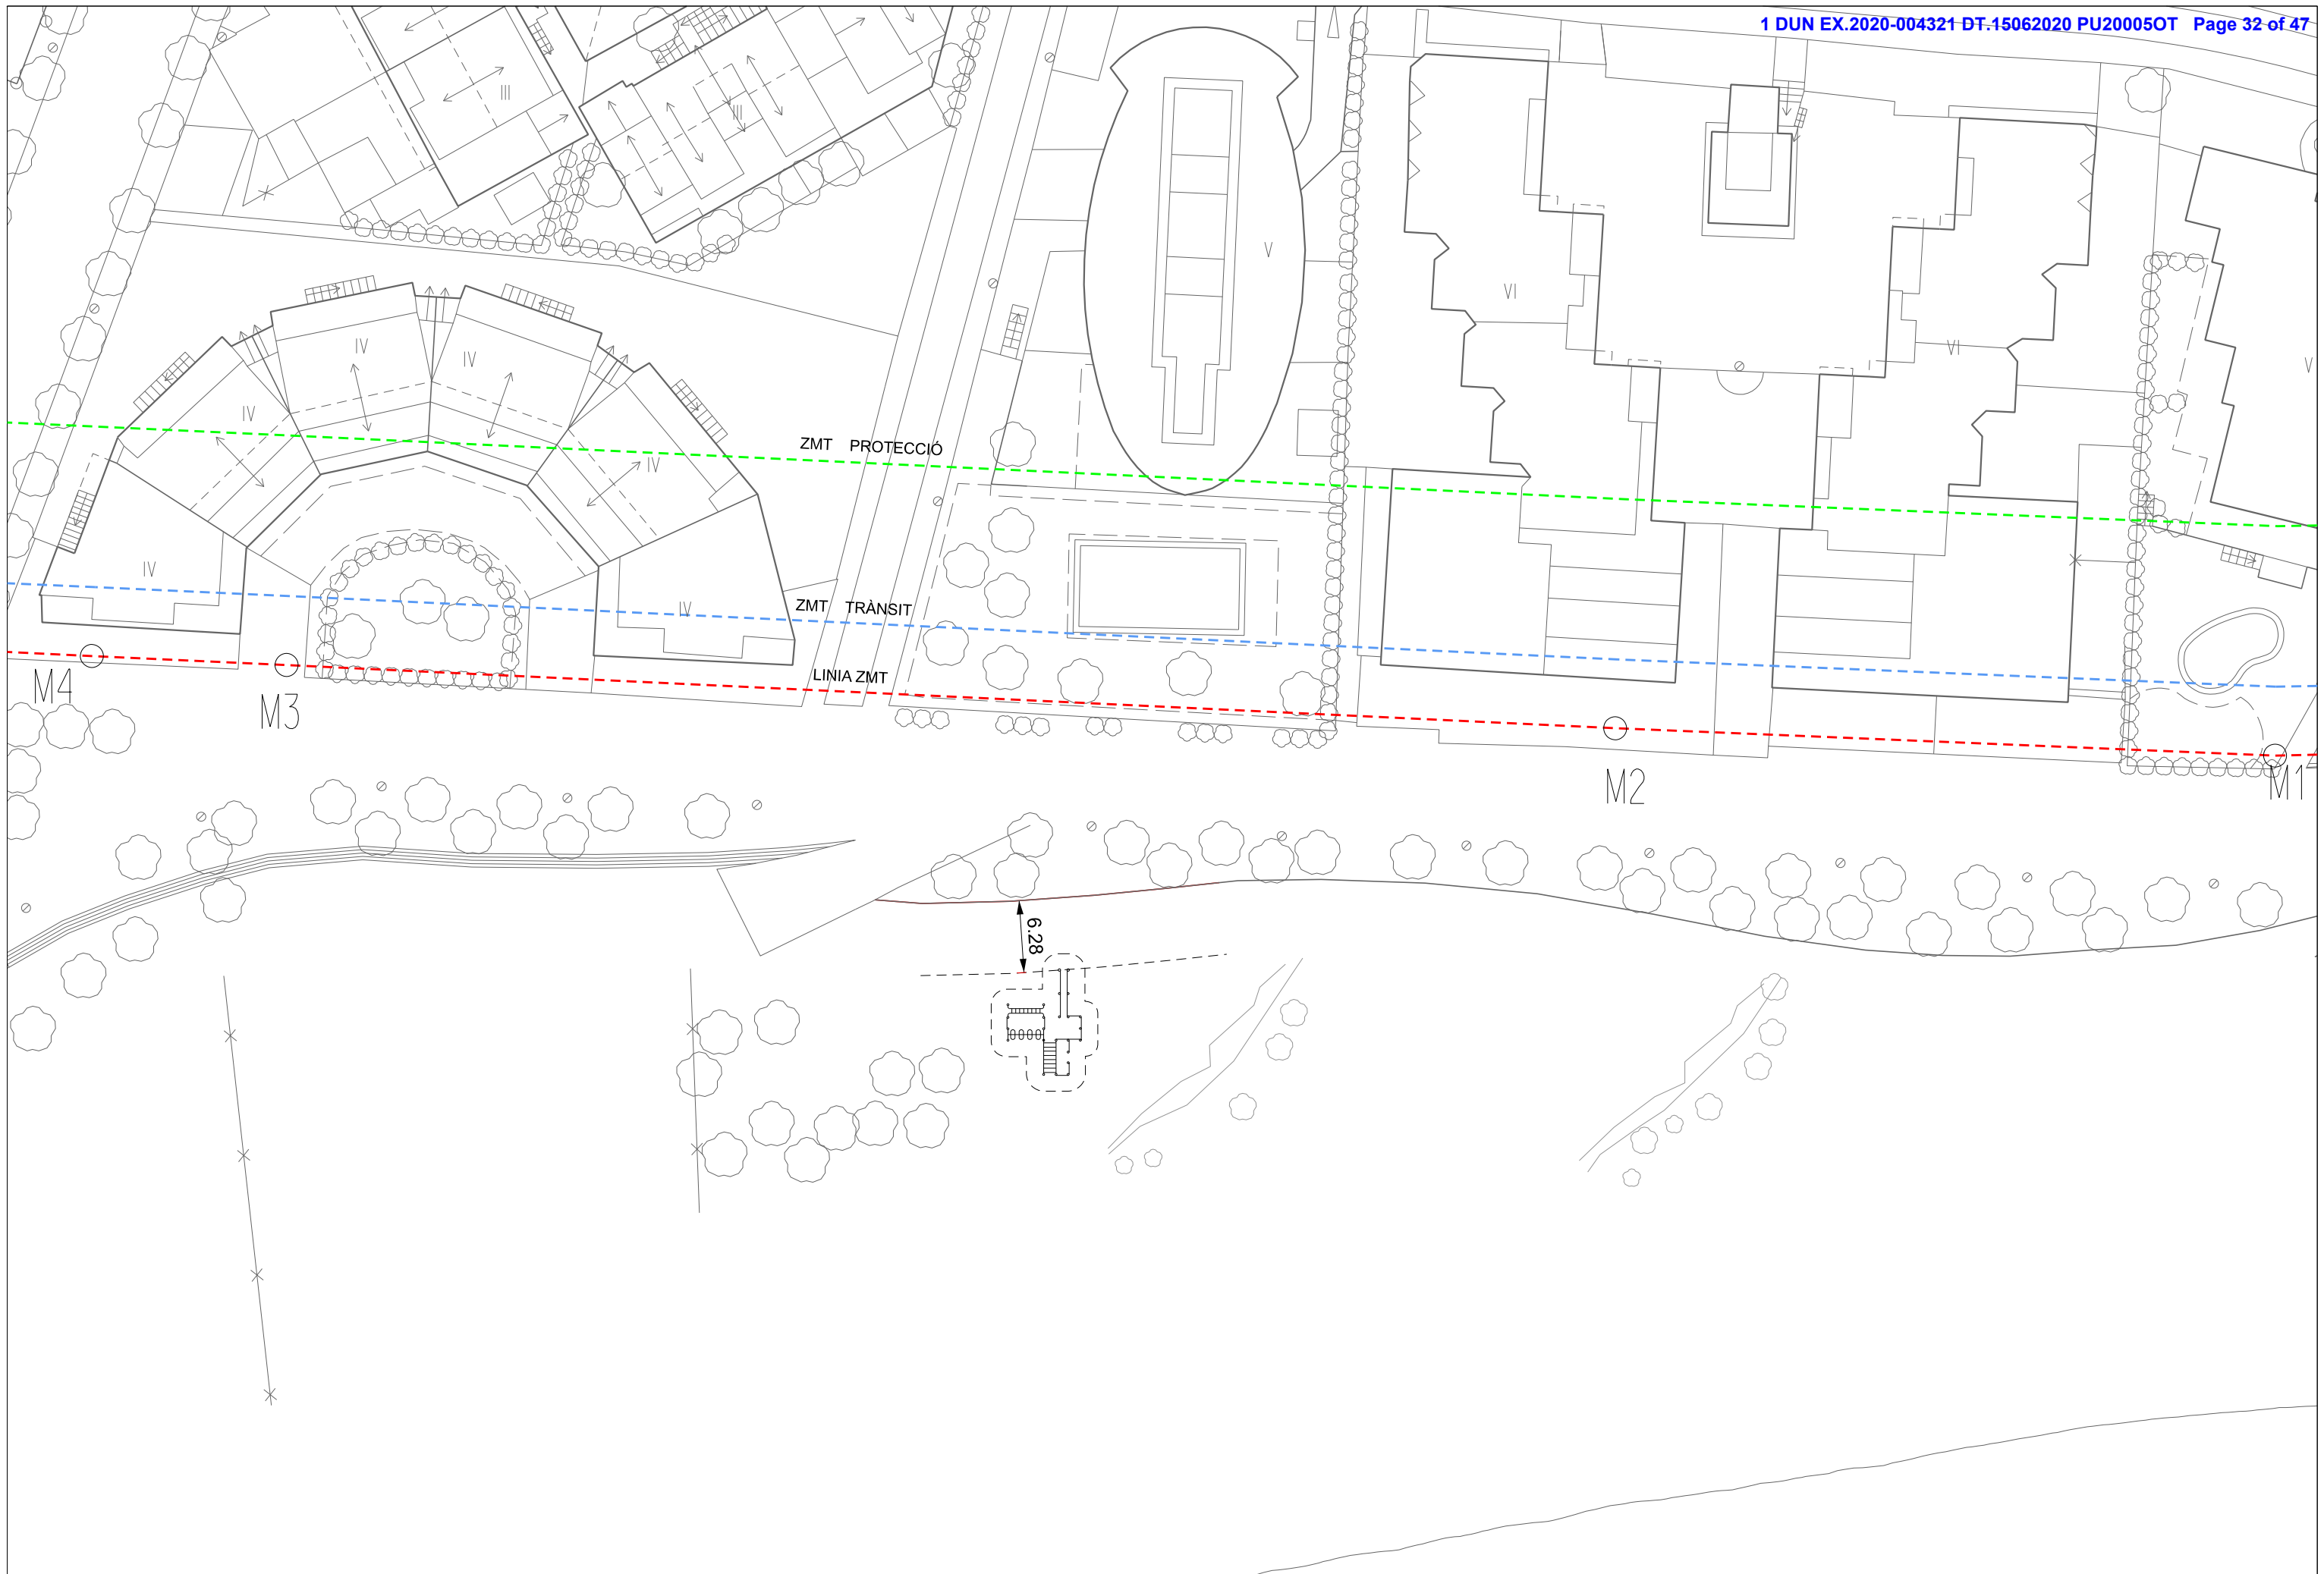 1 DUN EX.2020-004321 DT.15062020 PU20005OT Page 32 of 47
III
III
V
VI
VI
V
IV
IV
IV
IV
IV
IV
ZMT PROTECCIÓ
ZMT TRÀNSIT
LINIA ZMT
M4
M3
M2
M1
6.28